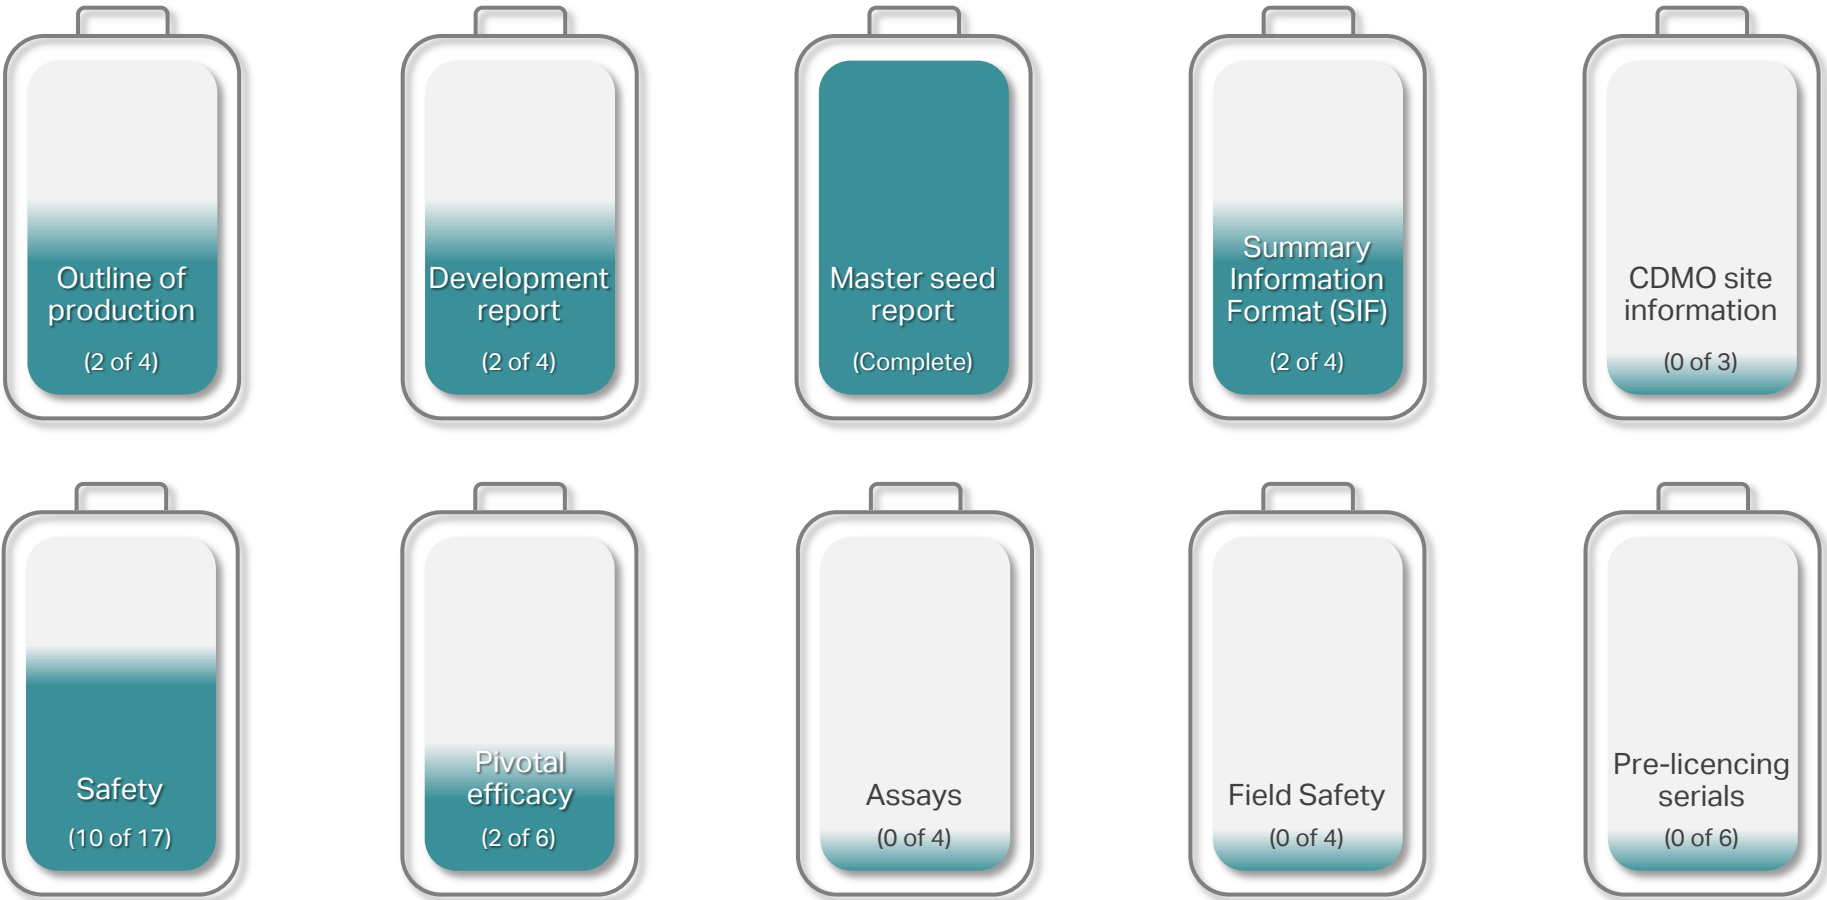 Outline of
production
(2 of 4)
Development
report
(2 of 4)
Master seed
report
(Complete)
Summary
Information
Format (SIF)
(2 of 4)
CDMO site
information
(0 of 3)
Safety
(10 of 17)
Pivotal
efficacy
(2 of 6)
Assays
(0 of 4)
Field Safety
(0 of 4)
Pre-licencing
serials
(0 of 6)